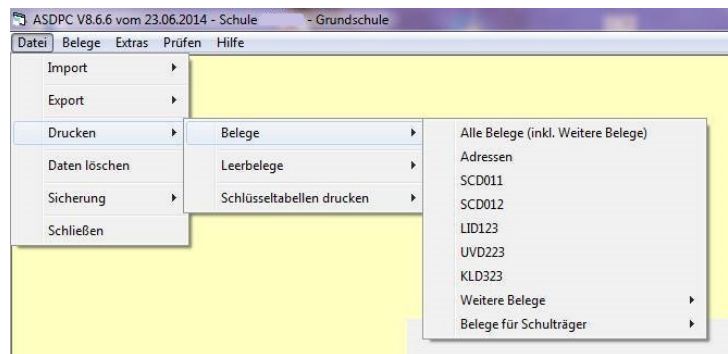 ASDPC V8.6.6 vom 23.06.2014 - Schule - Grundschule
Datei Belege Extras Prüfen Hilfe
Import
Export
Drucken
Daten löschen
Sicherung
Schließen
Belege
Leerbelege
Schlüsseltabellen drucken
Alle Belege (inkl. Weitere Belege)
Adressen
SCD011
SCD012
LID123
UVD223
KLD323
Weitere Belege
Belege für Schulträger